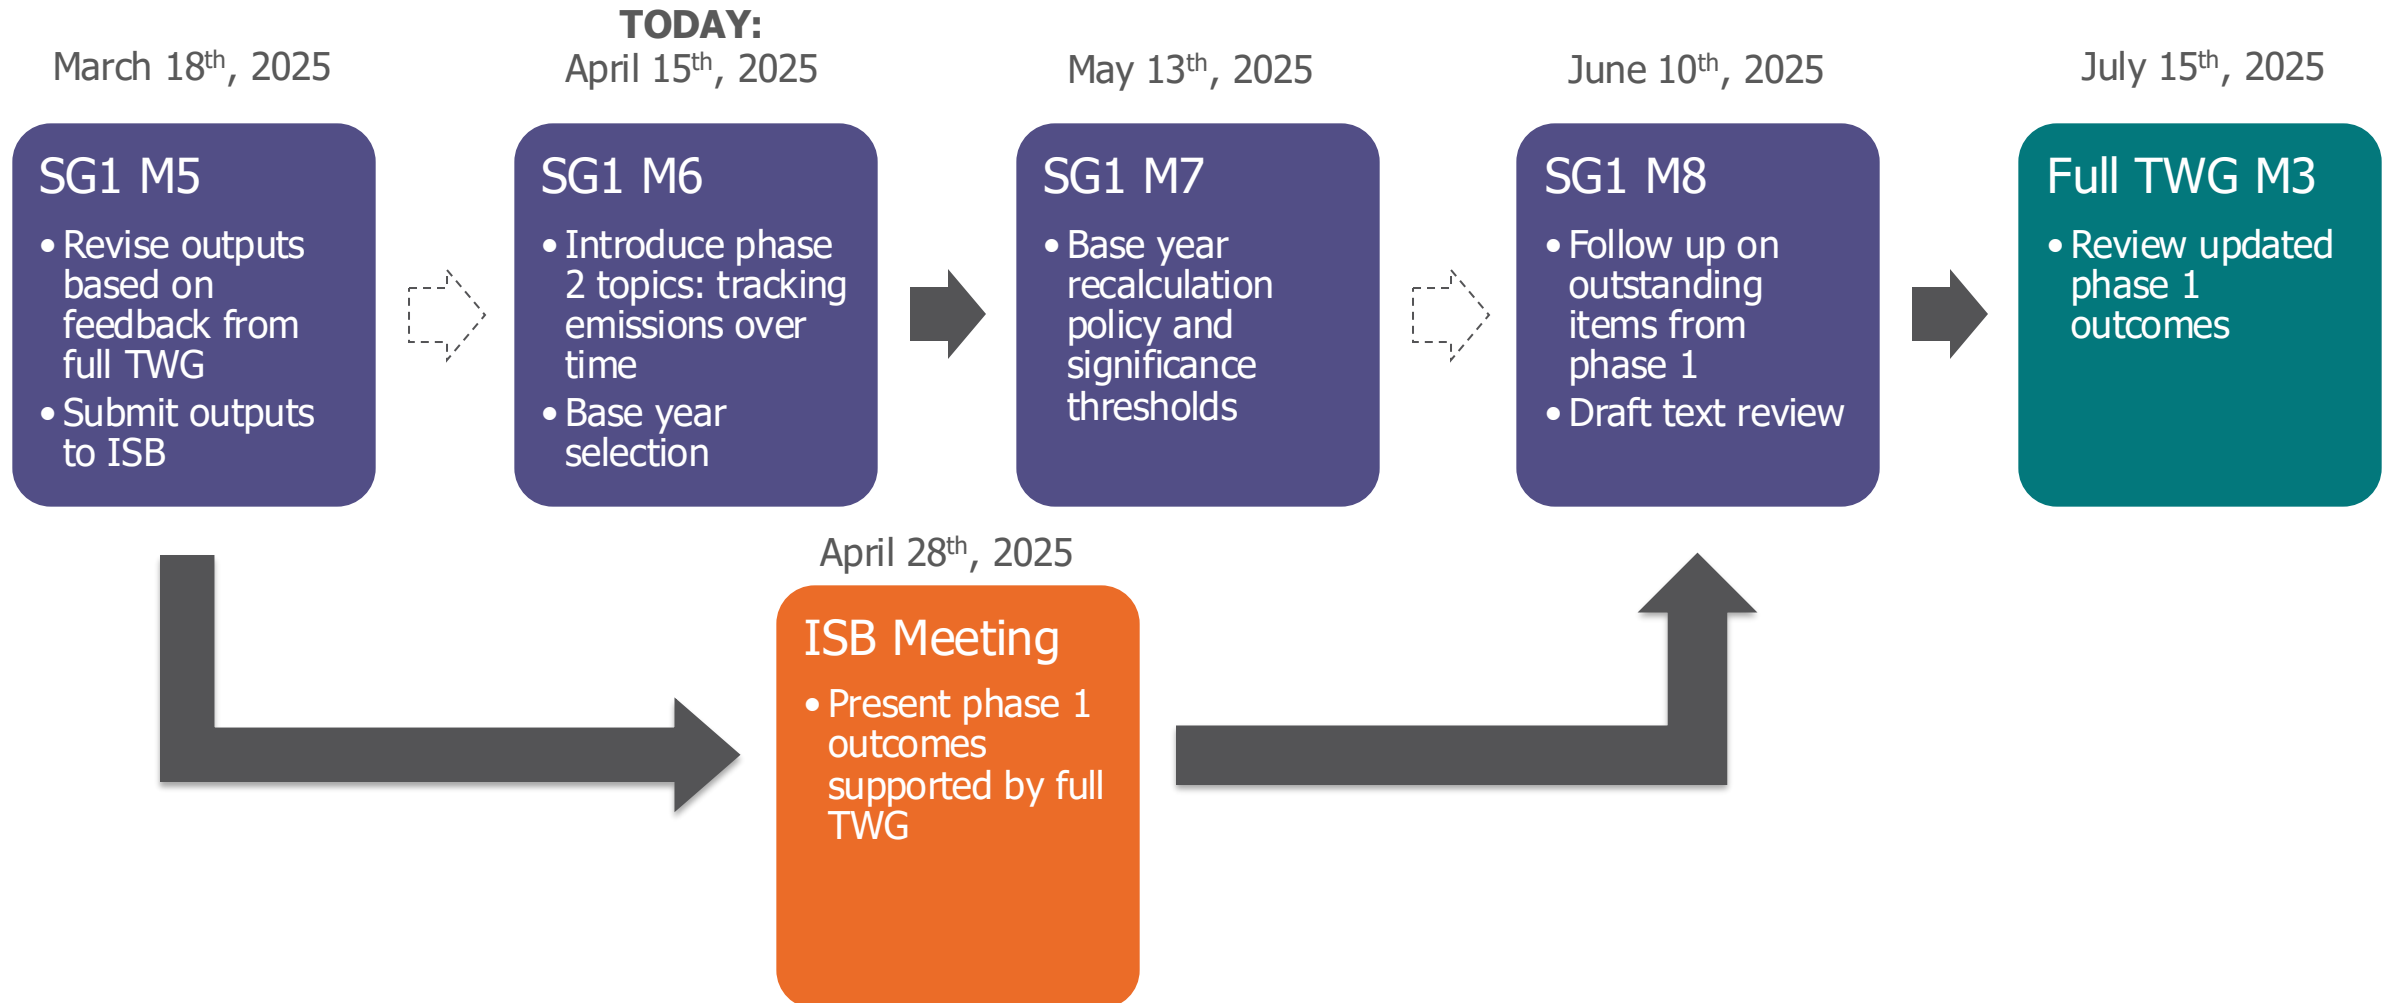 March 18th, 2025
TODAY:
April 15th, 2025
May 13th, 2025
June 10th, 2025
July 15th, 2025
SG1 M5
• Revise outputs
based on
feedback from
full TWG
• Submit outputs
to ISB
SG1 M6
• Introduce phase
2 topics: tracking
emissions over
time
• Base year
selection
SG1 M7
• Base year
recalculation
policy and
significance
thresholds
SG1 M8
• Follow up on
outstanding
items from
phase 1
• Draft text review
Full TWG M3
• Review updated
phase 1
outcomes
April 28th, 2025
ISB Meeting
• Present phase 1
outcomes
supported by full
TWG